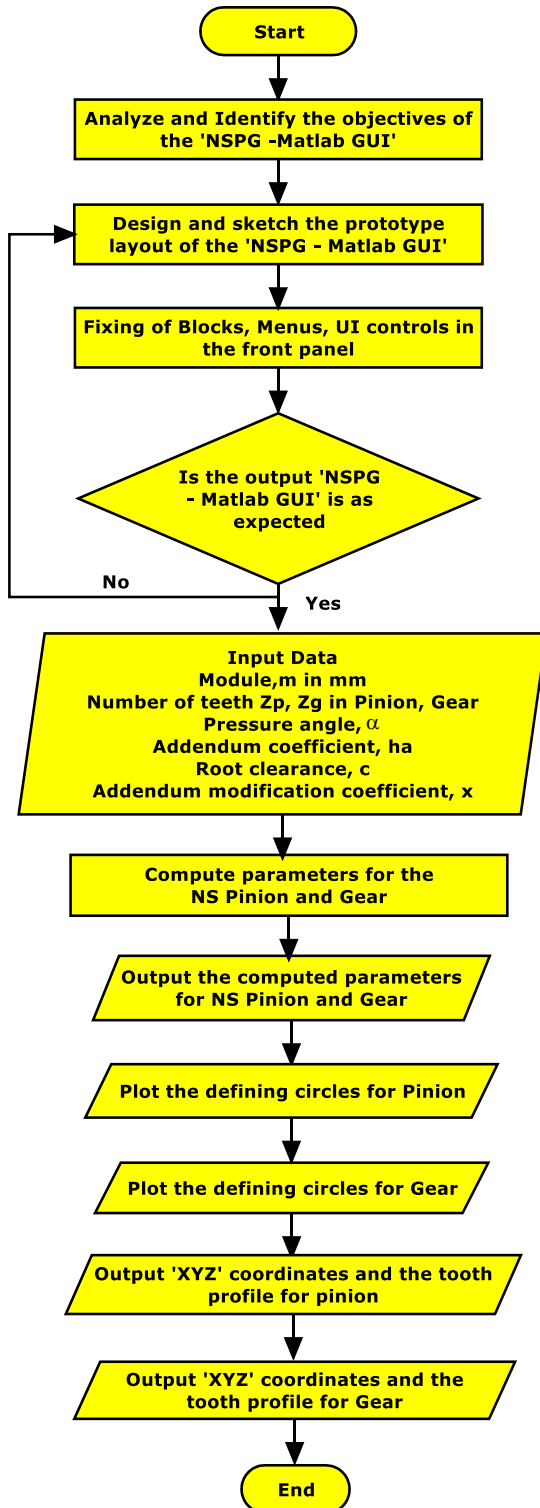 Start
Analyze and Identify the objectives of
the 'NSPG -Matlab GUI'
Design and sketch the prototype
layout of the 'NSPG - Matlab GUI'
Fixing of Blocks, Menus, UI controls in
the front panel
Is the output 'NSPG
- Matlab GUI' is as
expected
No
Yes
Input Data
Module,m in mm
Number of teeth Zp, Zg in Pinion, Gear
Pressure angle, α
Addendum coefficient, ha
Root clearance, c
Addendum modification coefficient, x
Compute parameters for the
NS Pinion and Gear
Output the computed parameters
for NS Pinion and Gear
Plot the defining circles for Pinion
Plot the defining circles for Gear
Output 'XYZ' coordinates and the tooth
profile for pinion
Output 'XYZ' coordinates and the
tooth profile for Gear
End